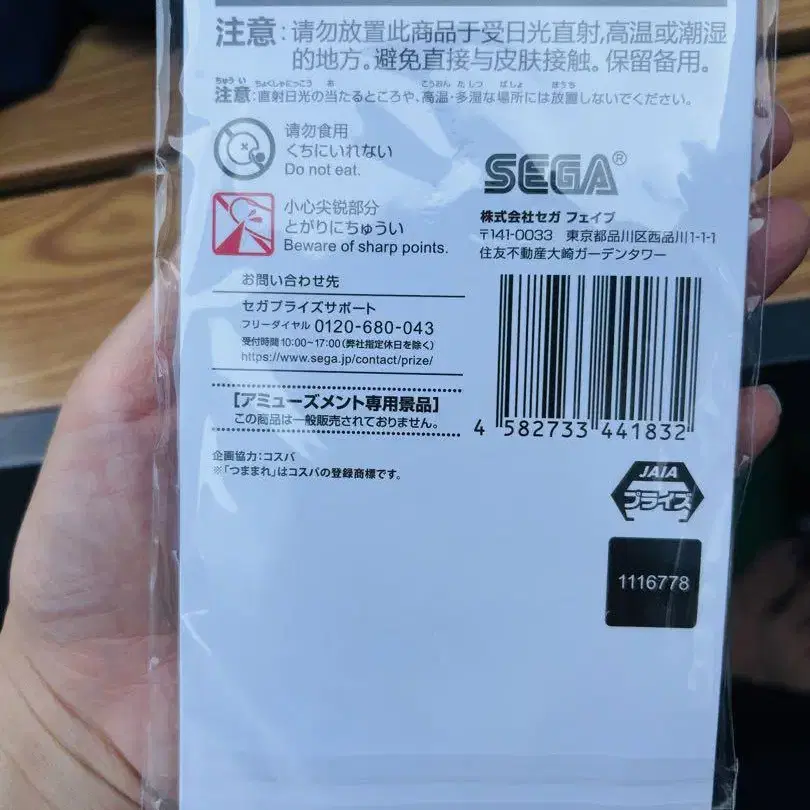 注意:请勿放置此商品于受日光直射,高温或潮湿
的地方。避免直接与皮肤接触。保留备用。
ちゅうい ちょくしゃにっこう あ こうおん たしつ ばしょ ほうち
注意:直射日光の当たるところや、高温・多湿な場所には放置しないでください。
请勿食用
くちにいれない
Do not eat.
小心尖锐部分
とがりにちゅうい
Beware of sharp points.
SEGA®
株式会社セガ フェイブ
〒141-0033 東京都品川区西品川1-1-1
住友不動産大崎ガーデンタワー
お問い合わせ先
セガプライズサポート
フリーダイヤル 0120-680-043
受付時間10:00~17:00(弊社指定休日を除く)
https://www.sega.jp/contact/prize/
[アミューズメント専用景品]
この商品は一般販売されておりません。
4 582733 441832
企画協力:コスパ
※「つままれ」はコスパの登録商標です。
JAIA
プライズ
1116778